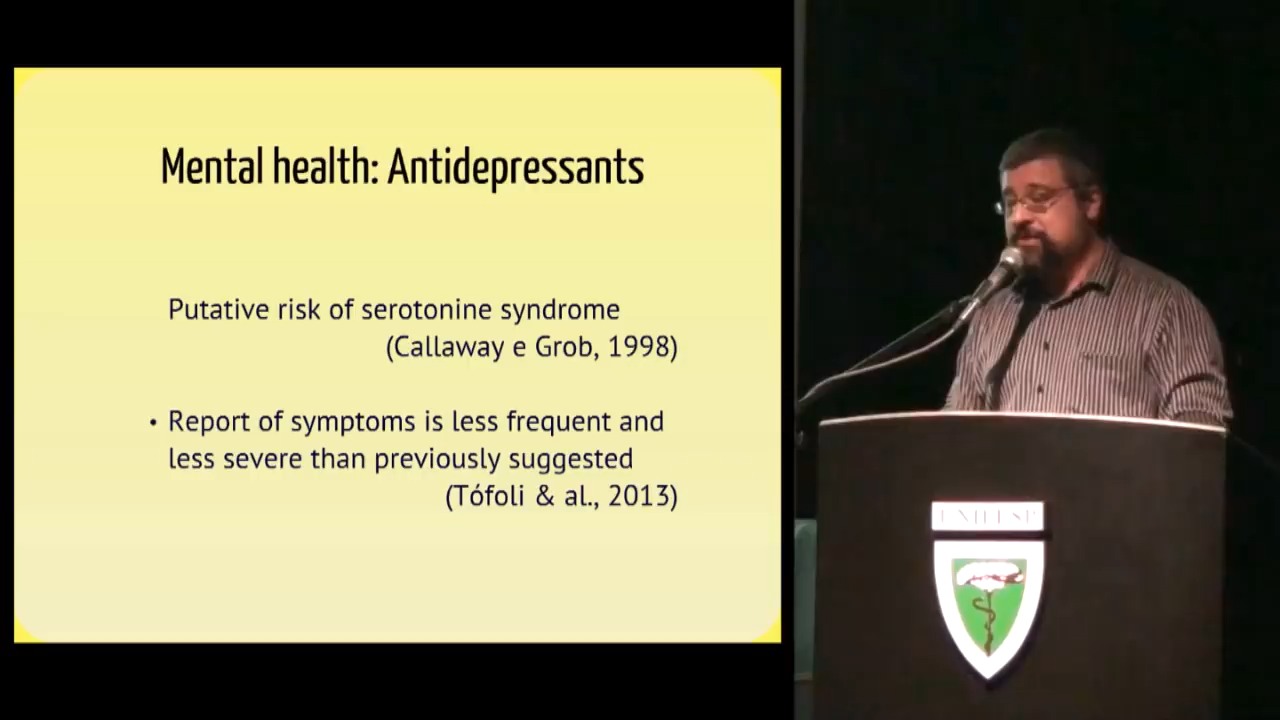 Mental health: Antidepressants
Putative risk of serotonine syndrome
(Callaway e Grob, 1998)
• Report of symptoms is less frequent and
less severe than previously suggested
(Tófoli & al., 2013)
UNIFESP